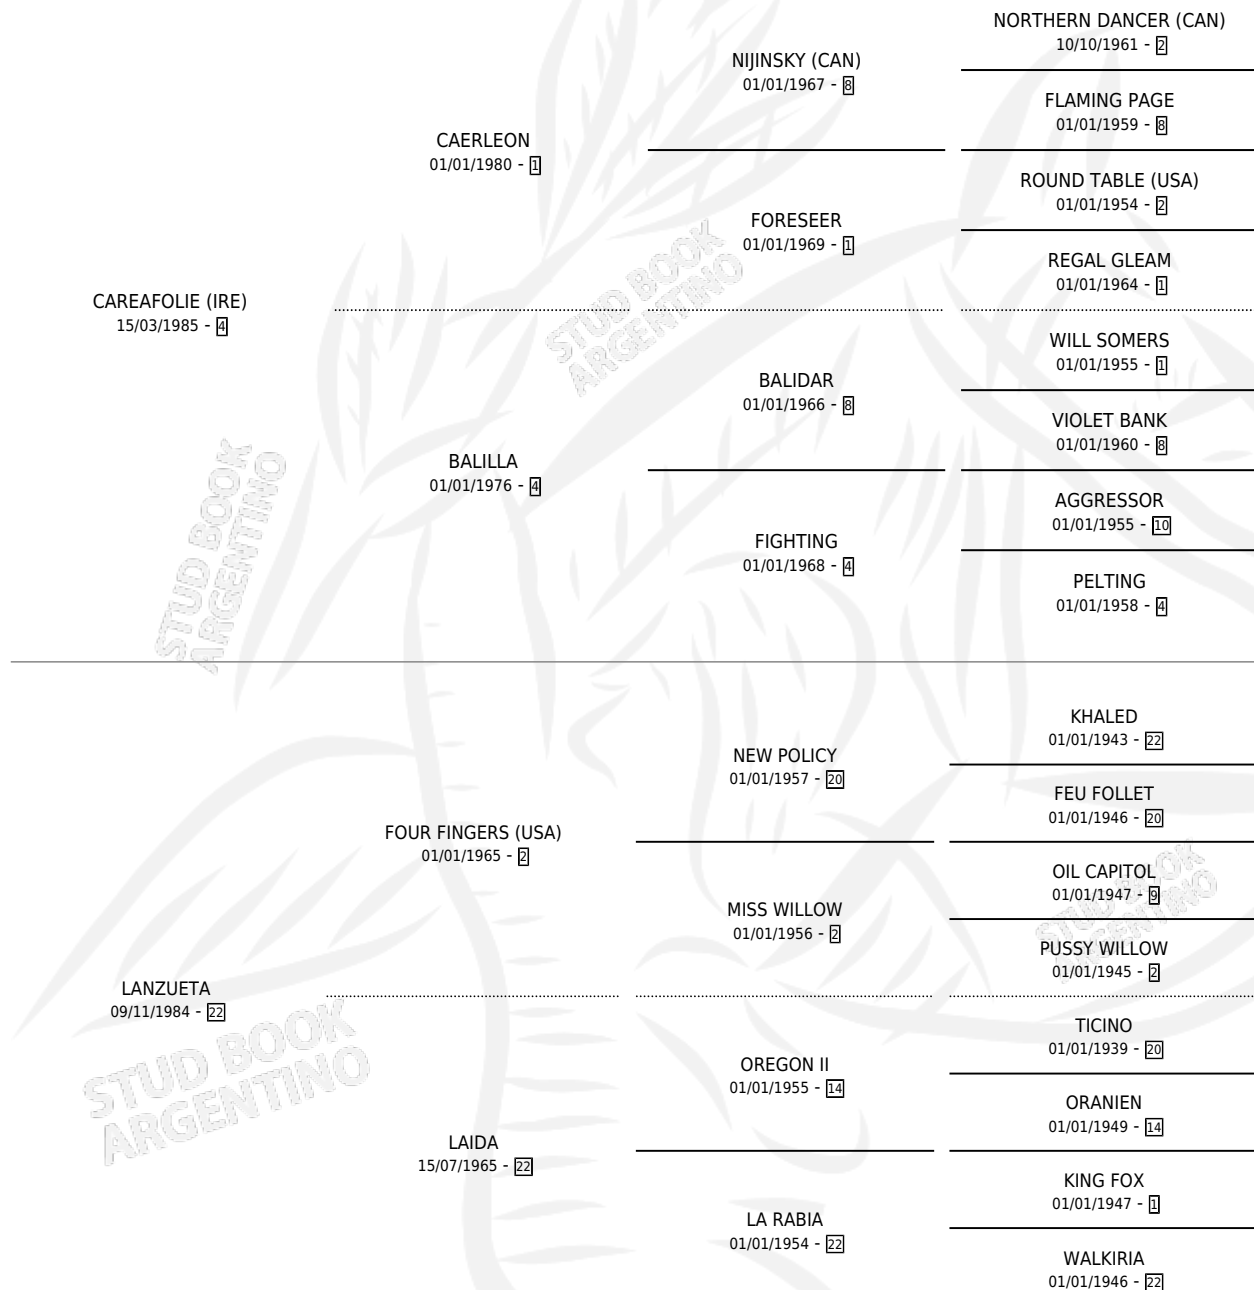 NORTHERN DANCER (CAN)
10/10/1961 - 2
NIJINSKY (CAN)
01/01/1967 - 8
FLAMING PAGE
01/01/1959 - 8
CAERLEON
01/01/1980 - 1
ROUND TABLE (USA)
01/01/1954 - 2
FORESEER
01/01/1969 - 1
REGAL GLEAM
01/01/1964 - 1
CAREAFOLIE (IRE)
15/03/1985 - 4
WILL SOMERS
01/01/1955 - 1
BALIDAR
01/01/1966 - 8
VIOLET BANK
01/01/1960 - 8
BALILLA
01/01/1976 - 4
AGGRESSOR
01/01/1955 - 10
FIGHTING
01/01/1968 - 4
PELTING
01/01/1958 - 4
KHALED
01/01/1943 - 22
NEW POLICY
01/01/1957 - 20
FEU FOLLET
01/01/1946 - 20
FOUR FINGERS (USA)
01/01/1965 - 2
OIL CAPITOL
01/01/1947 - 9
MISS WILLOW
01/01/1956 - 2
PUSSY WILLOW
01/01/1945 - 2
LANZUETA
09/11/1984 - 22
TICINO
01/01/1939 - 20
OREGON II
01/01/1955 - 14
ORANIEN
01/01/1949 - 14
LAIDA
15/07/1965 - 22
KING FOX
01/01/1947 - 1
LA RABIA
01/01/1954 - 22
WALKIRIA
01/01/1946 - 22
STUD BOOK
ARGENTINO
STUD BOOK
ARGENTINO
STUD BOOK
ARGENTINO
STUD BOOK
ARGENTINO